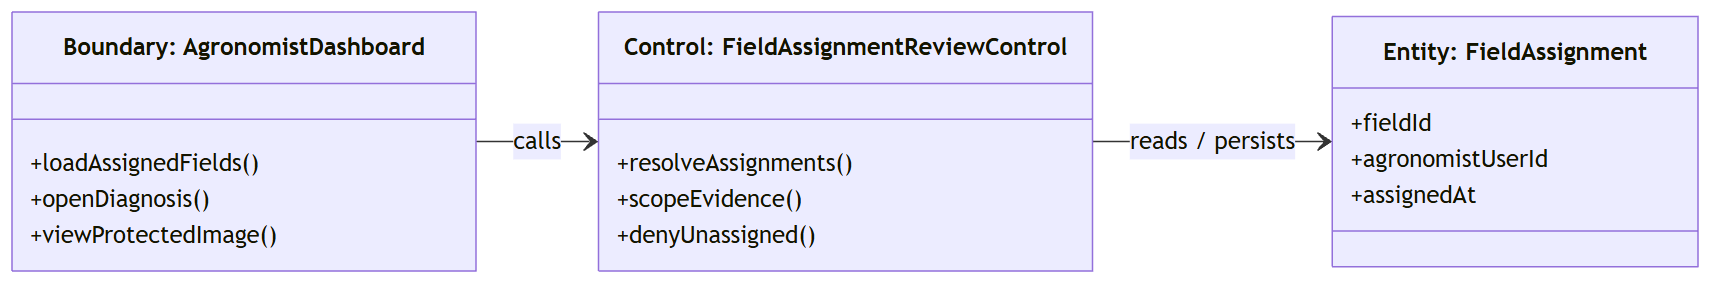 Boundary: AgronomistDashboard
+loadAssignedFields()
+openDiagnosis()
+viewProtectedImage()
calls
Control: FieldAssignmentReviewControl
+resolveAssignments()
+scopeEvidence()
+denyUnassigned()
reads / persists
Entity: FieldAssignment
+fieldId
+agronomistUserId
+assignedAt